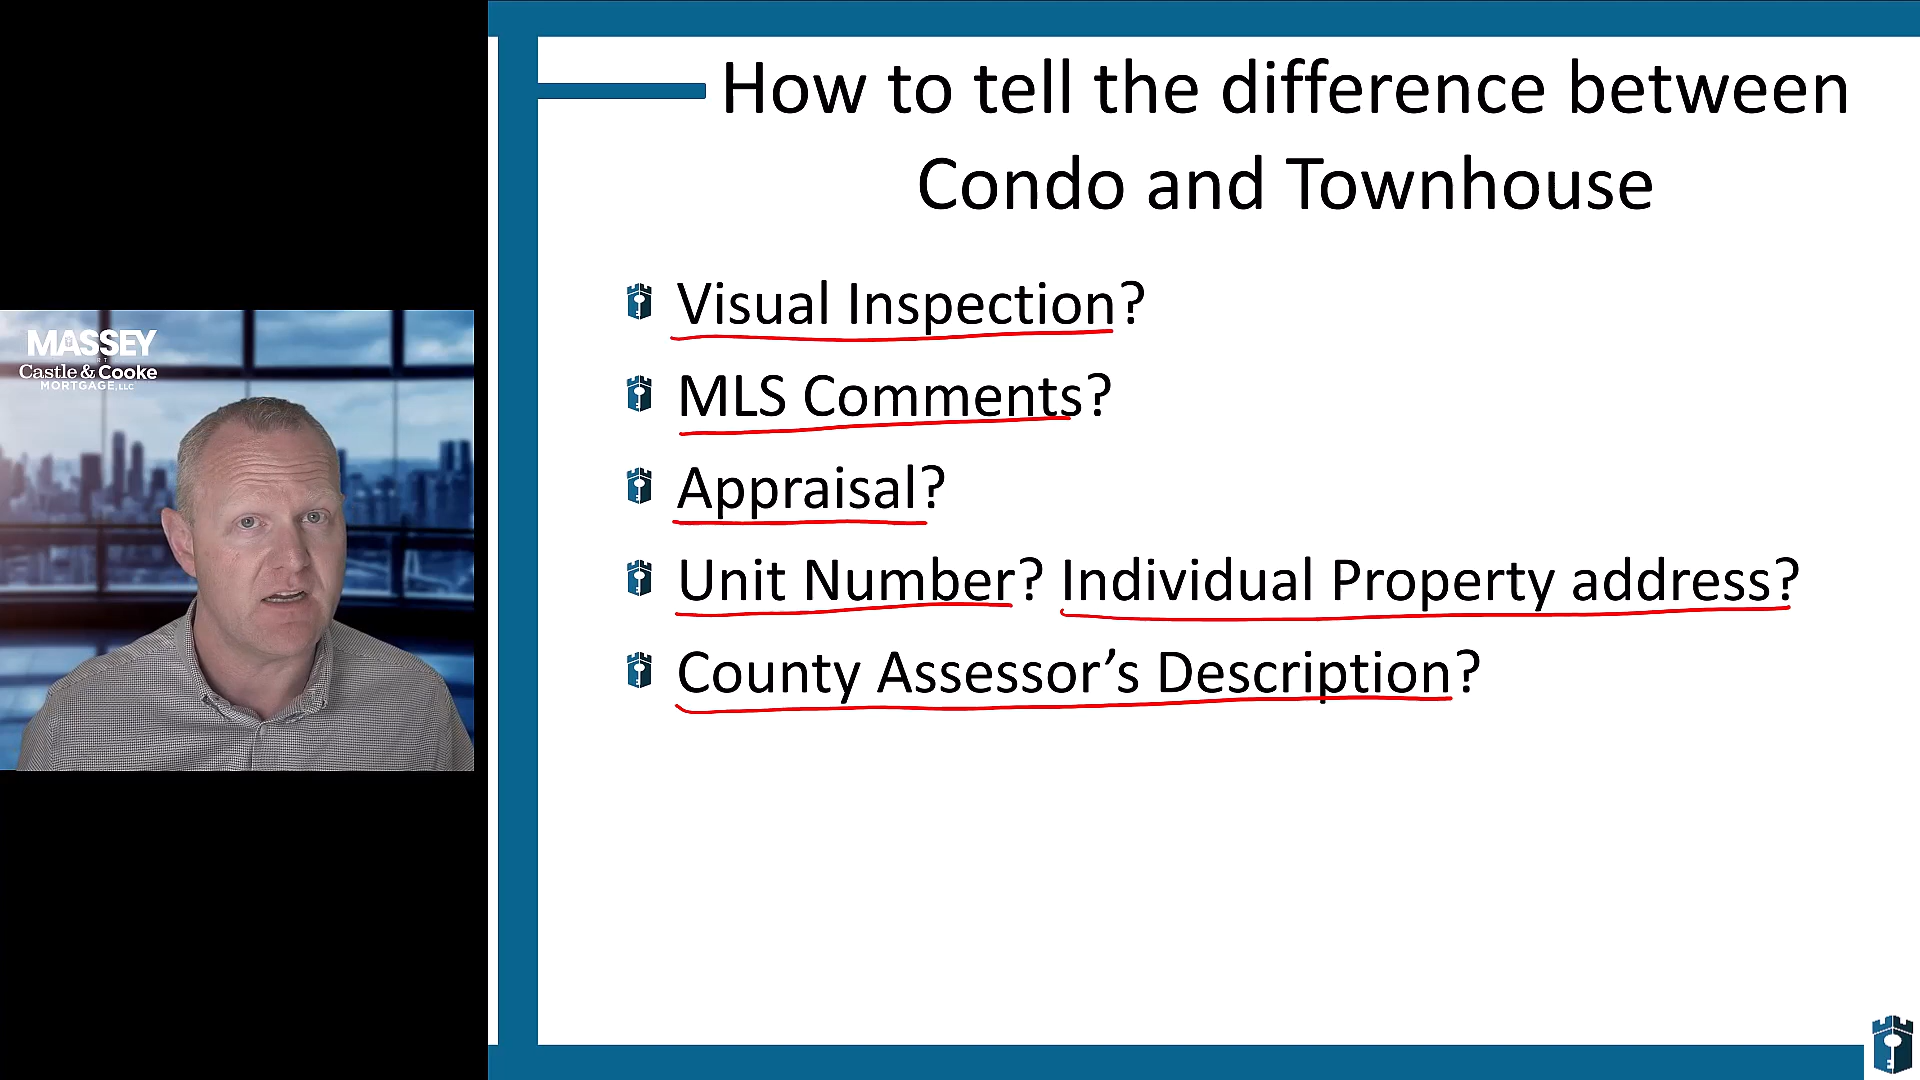 MASSEY
AT
Castle & Cooke
MORTGAGE, LLC
How to tell the difference between
Condo and Townhouse
Visual Inspection?
MLS Comments?
Appraisal?
Unit Number? Individual Property address?
County Assessor’s Description?